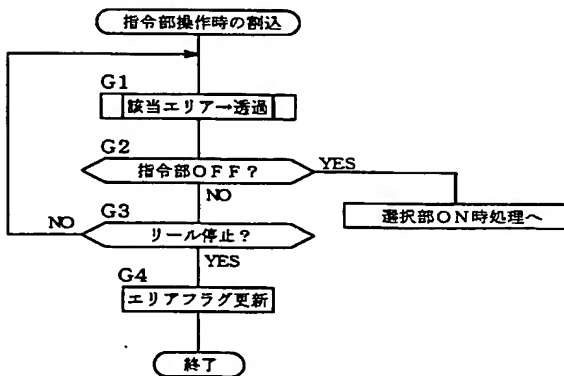 指令部操作時の割込
G1
該当エリア→透過
G2
指令部OFF?
YES
NO
選択部ON時処理へ
G3
NO
リール停止?
YES
G4
エリアフラグ更新
終了